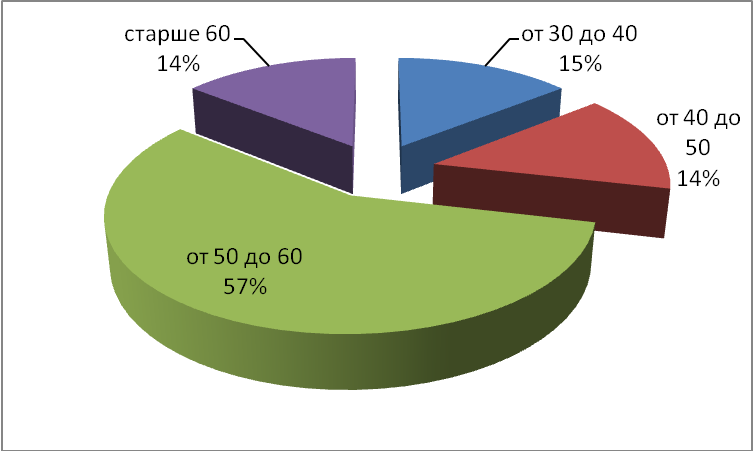 старше 60
14%
от 30 до 40
15%
от 40 до
50
14%
от 50 до 60
57%